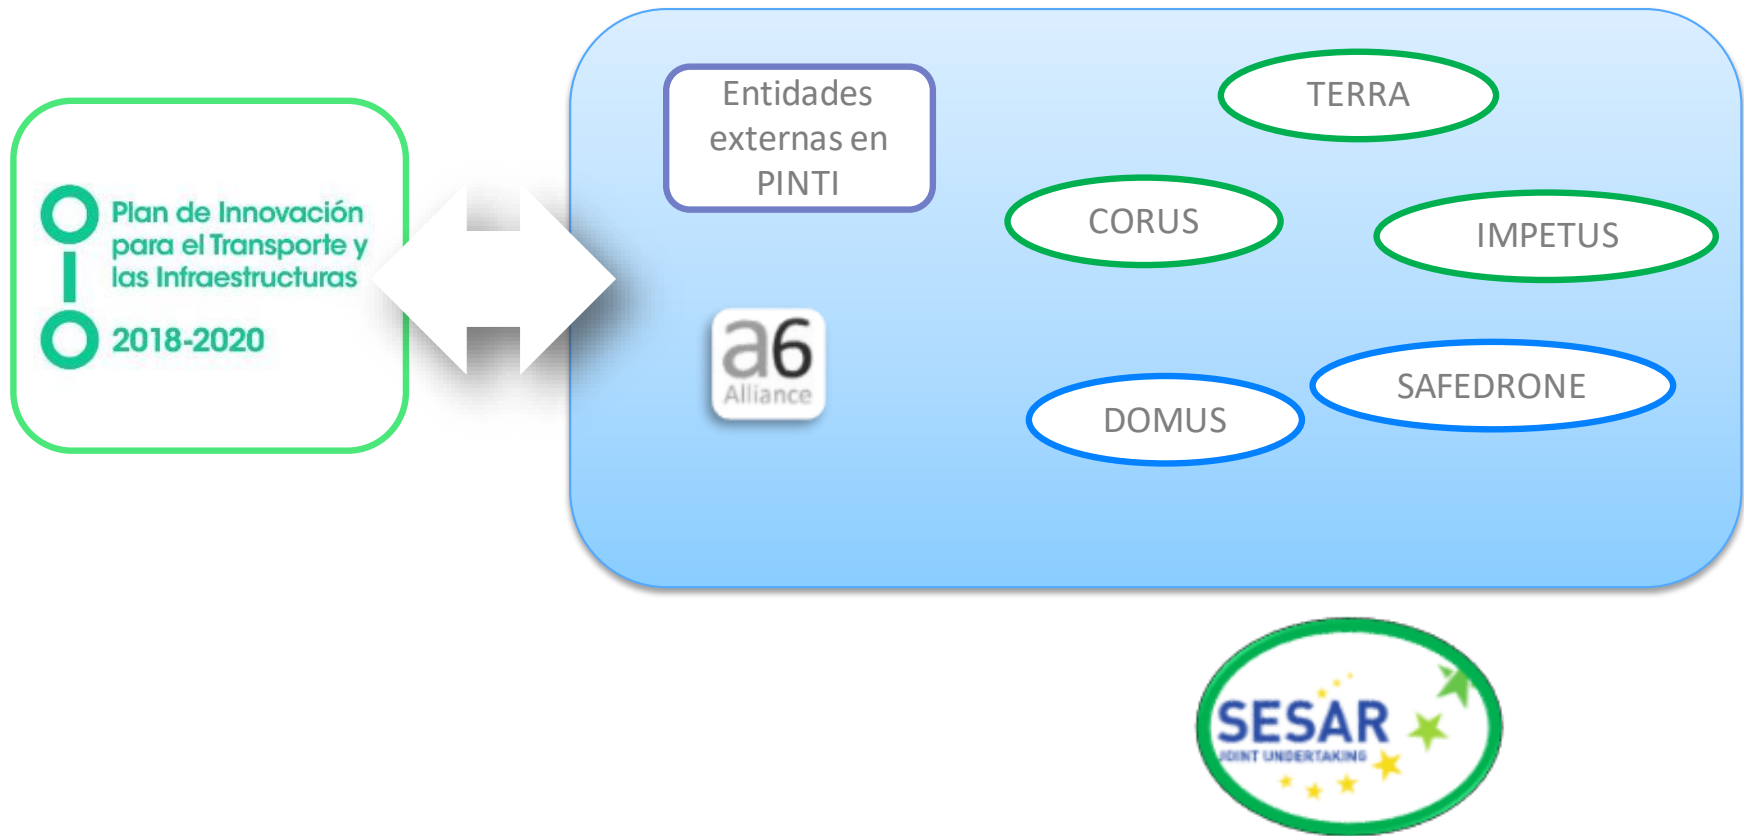 Plan de Innovación
para el Transporte y
las Infraestructuras
2018-2020
Entidades
externas en
PINTI
a6
Alliance
TERRA
CORUS
IMPETUS
SAFEDRONE
DOMUS
SESAR
JOINT UNDERTAKING